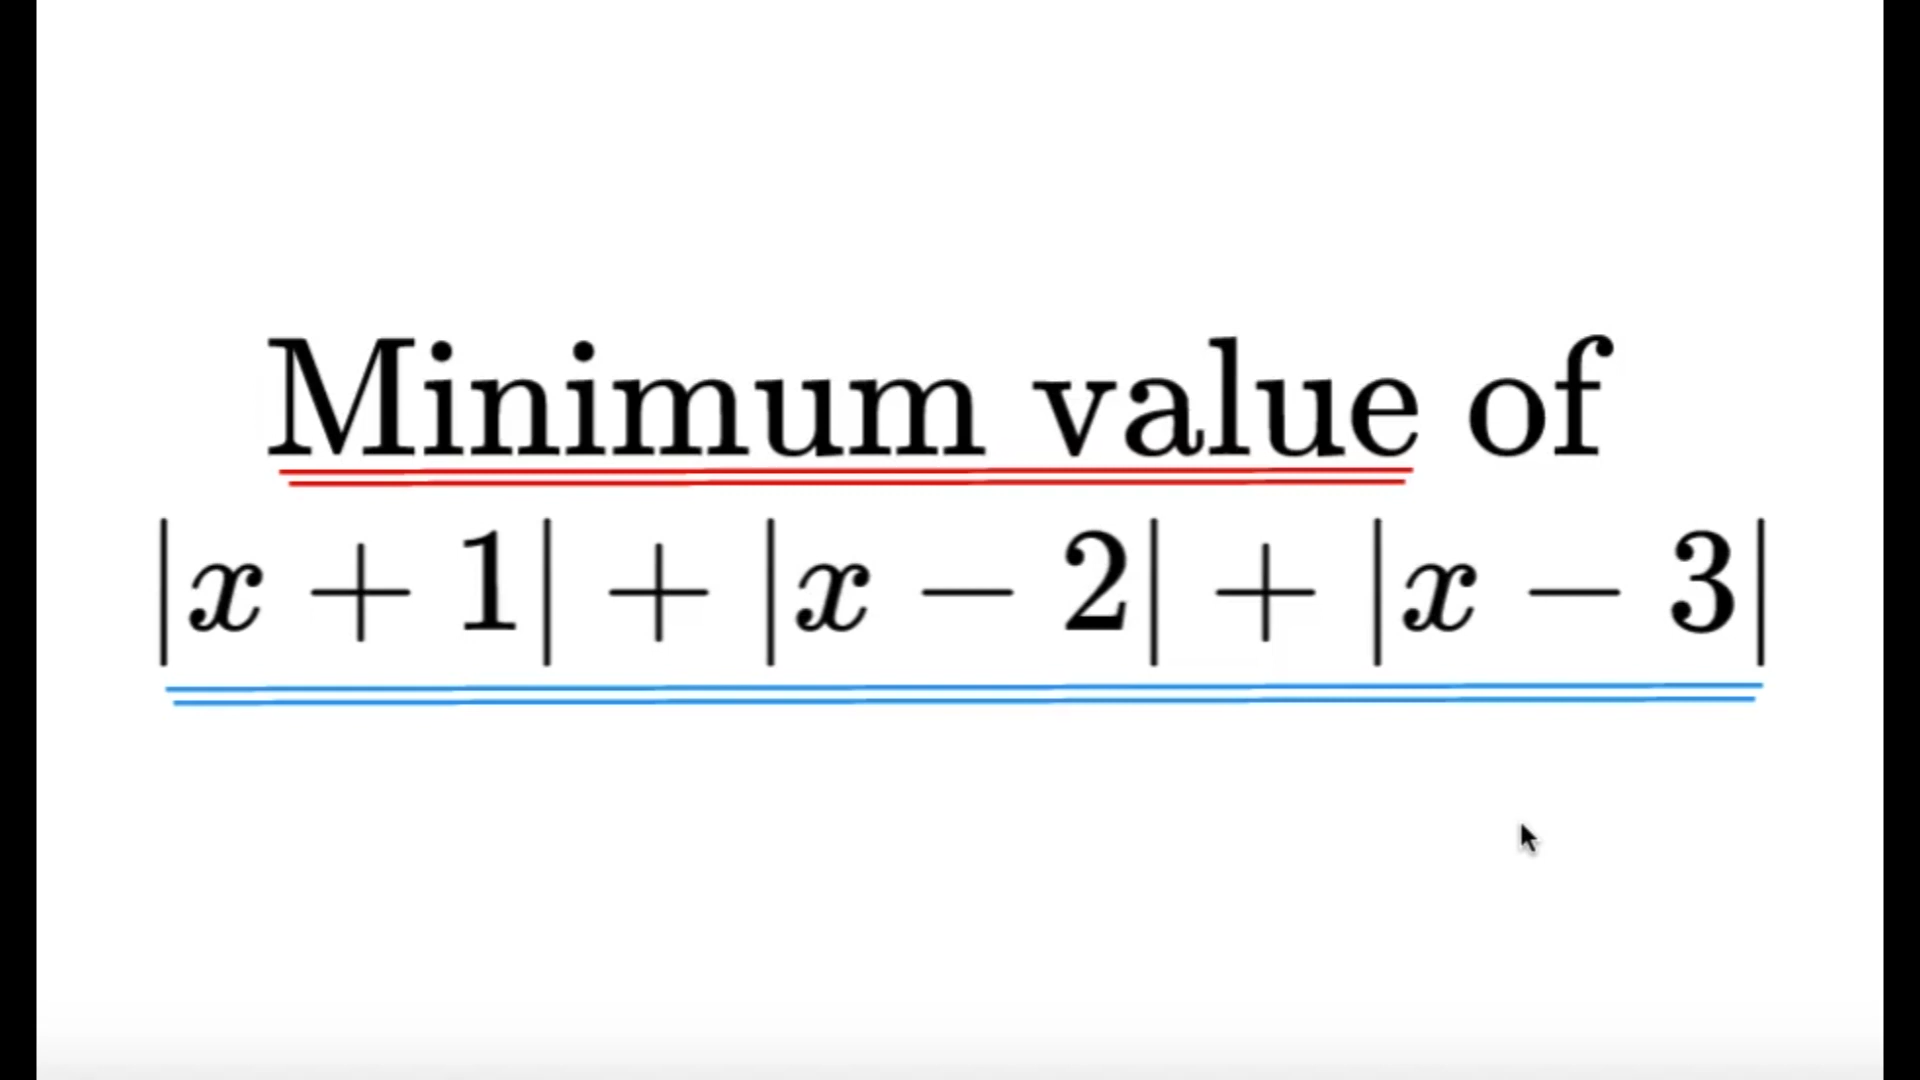 Minimum value of
|x + 1| + |x − 2| + |x − 3|